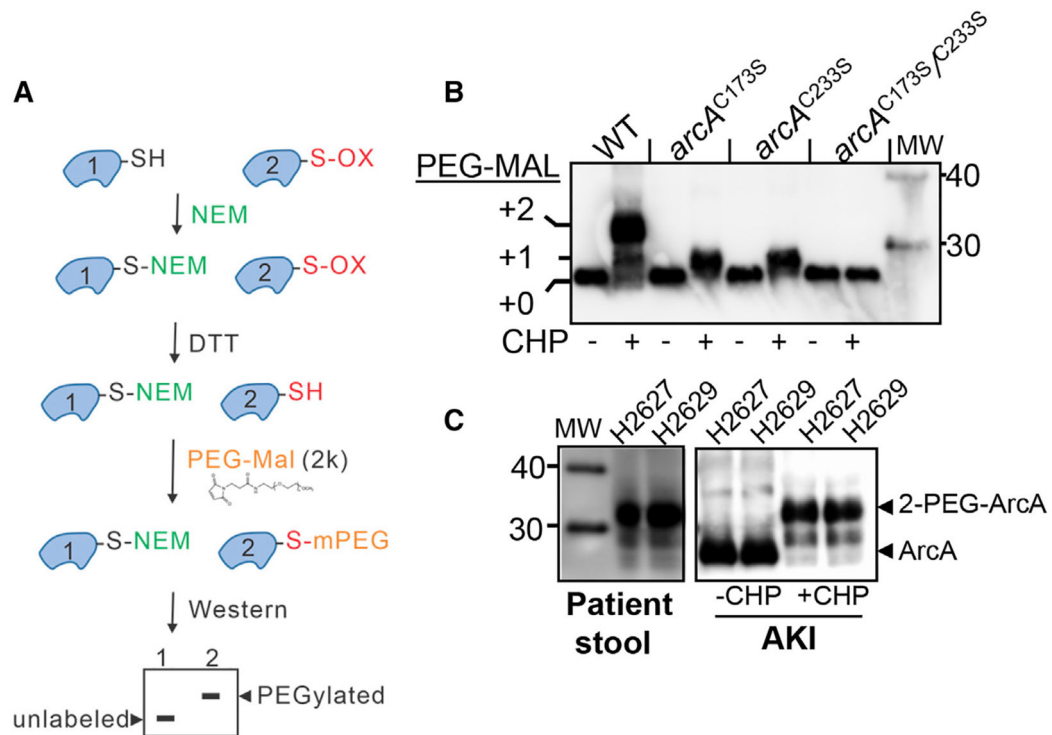 A
1 -SH 2 S-OX
NEM
1 -S-NEM 2 S-OX
DTT
1 -S-NEM 2 SH
PEG-Mal (2k)
1 -S-NEM 2 S-mPEG
Western
1 2
PEGylated
unlabeled
B
WT arcA^C173S arcA^C233S arcA^C173S/C233S MW
PEG-MAL
+2
+1
+0
40
30
CHP - + - + - + - +
C
MW H2627 H2629 H2627 H2629 H2627 H2629
40
30
2-PEG-ArcA
ArcA
-CHP +CHP
Patient
stool
AKI